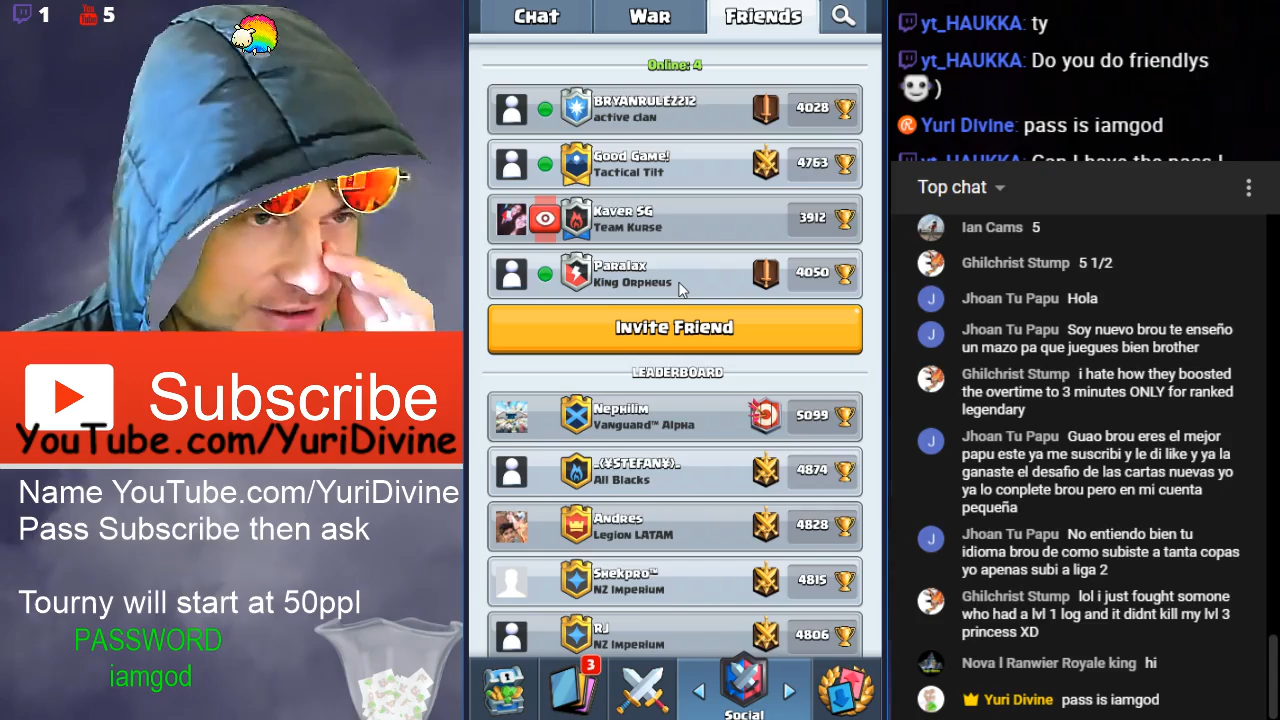 1
5
Subscribe
YouTube.com/YuriDivine
Name YouTube.com/YuriDivine
Pass Subscribe then ask
Tourny will start at 50ppl
PASSWORD
iamgod
Chat
War
Friends
Online: 4
BRYANRULEZ212
active clan
4028
Good Game!
Tactical Tilt
4763
Kaver SG
Team Kurse
3912
Paralax
King Orpheus
4050
Invite Friend
LEADERBOARD
Nephilim
Vanguard™ Alpha
5099
..(¥STEFAN¥)..
All Blacks
4874
Andres
Legion LATAM
4828
Shekpro™
NZ Imperium
4815
RJ
NZ Imperium
4806
3
Social
yt_HAUKKA: ty
yt_HAUKKA: Do you do friendlys
)
Yuri Divine: pass is iamgod
yt_HAUKKA: Can I have the pass I
Top chat
Ian Cams 5
Ghilchrist Stump 5 1/2
Jhoan Tu Papu Hola
Jhoan Tu Papu Soy nuevo brou te enseño
un mazo pa que juegues bien brother
Ghilchrist Stump i hate how they boosted
the overtime to 3 minutes ONLY for ranked
legendary
Jhoan Tu Papu Guao brou eres el mejor
papu este ya me suscribi y le di like y ya la
ganaste el desafio de las cartas nuevas yo
ya lo conplete brou pero en mi cuenta
pequeña
Jhoan Tu Papu No entiendo bien tu
idioma brou de como subiste a tanta copas
yo apenas subi a liga 2
Ghilchrist Stump lol i just fought somone
who had a lvl 1 log and it didnt kill my lvl 3
princess XD
Nova l Ranwier Royale king hi
Yuri Divine pass is iamgod